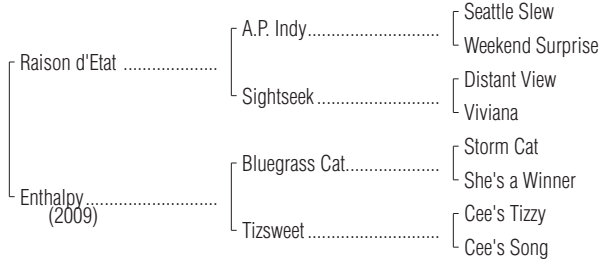 Seattle Slew
A.P. Indy
Weekend Surprise
Raison d'Etat
Distant View
Sightseek
Viviana
Storm Cat
Bluegrass Cat
She's a Winner
Enthalpy
(2009)
Cee's Tizzy
Tizsweet
Cee's Song